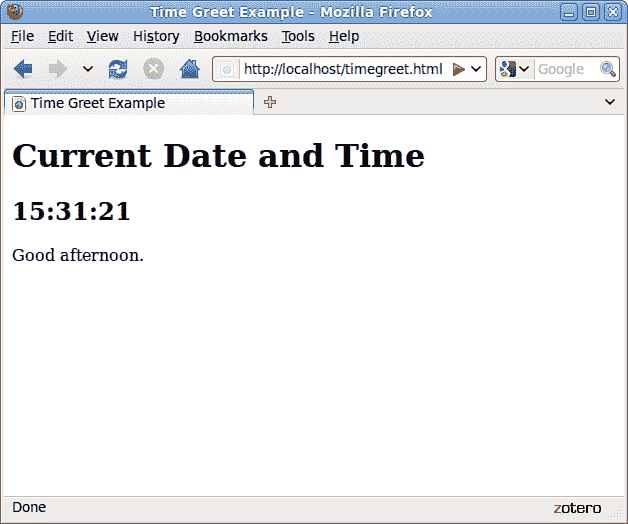 Time Greet Example - Mozilla Firefox
File Edit View History Bookmarks Tools Help
http://localhost/timegreet.html Google
Time Greet Example
Current Date and Time
15:31:21
Good afternoon.
Done zotero